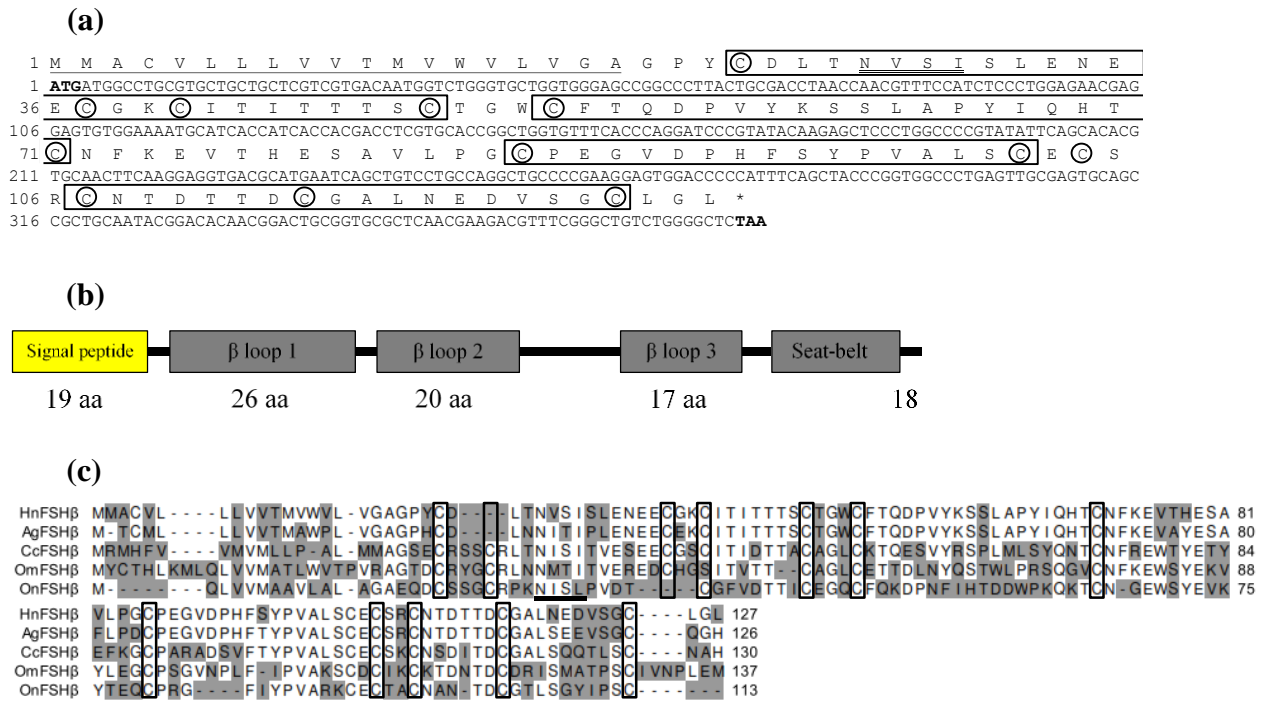 (a)
1 M M A C V L L L V V T M V W V L V G A G P Y C D L T N V S I S L E N E
1 ATGATGGCCTGCGTGCTGCTGCTCGTCGTGACAATGGTCTGGGTGCTGGTGGGAGCCGGCCCTTACTGCGACCTAACCAACGTTTCCATCTCCCTGGAGAACGAG
36 E C G K C I T I T T T S C T G W C F T Q D P V Y K S S L A P Y I Q H T
106 GAGTGTGGAAAATGCATCACCATCACCACGACCTCGTGCACCGGCTGGTGTTTCACCCAGGATCCCGTATACAAGAGCTCCCTGGCCCCGTATATTCAGCACACG
71 C N F K E V T H E S A V L P G C P E G V D P H F S Y P V A L S C E C S
211 TGCAACTTCAAGGAGGTGACGCATGAATCAGCTGTCCTGCCAGGCTGCCCCGAAGGAGTGGACCCCCATTTCAGCTACCCGGTGGCCCTGAGTTGCGAGTGCAGC
106 R C N T D T T D C G A L N E D V S G C L G L *
316 CGCTGCAATACGGACACAACGGACTGCGGTGCGCTCAACGAAGACGTTTCGGGCTGTCTGGGGCTCTAA
(b)
Signal peptide β loop 1 β loop 2 β loop 3 Seat-belt
19 aa 26 aa 20 aa 17 aa 18
(c)
HnFSHβ MMACVL----LLVVTMVWVL-VGAGPYCD----LTNVSISLENEECGKCITITTTSCTGWCFTQDPVYKSSLAPYIQHTCNFKEVTHESA 81
AgFSHβ M-TCML----LLVVTMAWPL-VGAGPHCD----LNNITIPLENEECEKCITITTTSCTGWCFTQDPVYKSSLAPYIQHTCNFKEVAYESA 80
CcFSHβ MRMHFV----VMVMLLP-AL-MMAGSECRSSCRLTNISITVESEECGSCITIDTTACAGLCKTQESVYRSPLMLSYQNTCNFREWTYETY 84
OmFSHβ MYCTHLKMLQLVVMATLWVTPVRAGTDCRYGCRLNNMTITVEREDCHGSITVTT--CAGLCETTDLNYQSTWLPRSQGVCNFKEWSYEKV 88
OnFSHβ M------QLVVMAAVLAL-AGAEQDCSSGCRPKNISLPVDT-----CGFVDTTICEGQCFQKDPNFIHTDDWPKQKTCN-GEWSYEVK 75
HnFSHβ VLPGCPEGVDPHFSYPVALSCECSRCNTDTTDCGALNEDVSGC----LGL 127
AgFSHβ FLPDCPEGVDPHFTYPVALSCECSRCNTDTTDCGALSEEVSGC----QGH 126
CcFSHβ EFKGCPARADSVFTYPVALSCECSKCNSDITDCGALSQQTLSC----NAH 130
OmFSHβ YLEGCPSGVNPLF-IPVAKSCDCIKCKTDNTDCDRISMATPSCIVNPLEM 137
OnFSHβ YTEQCPRG----FIYPVARKCECTACNAN-TDCGTLSGYIPSC------- 113